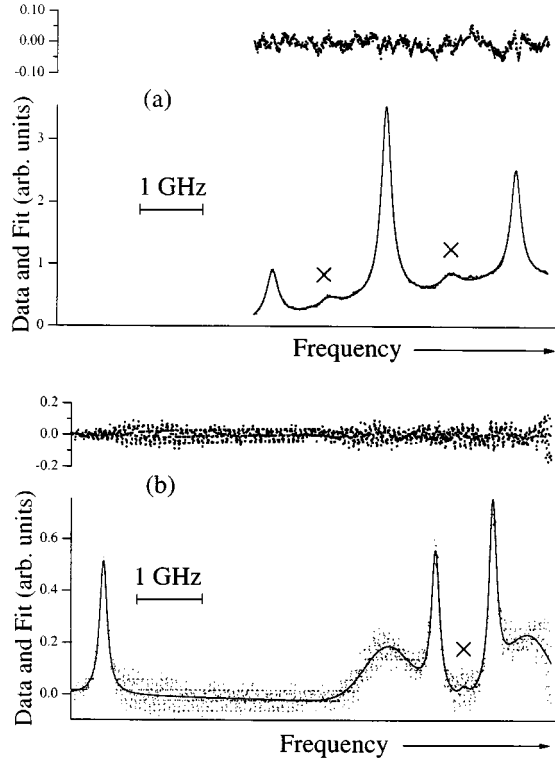 0.10
0.00
-0.10
(a)
3
2
1
0
1 GHz
×
×
Data and Fit (arb. units)
Frequency
0.2
0.0
-0.2
(b)
0.6
0.4
0.2
0.0
1 GHz
×
Data and Fit (arb. units)
Frequency